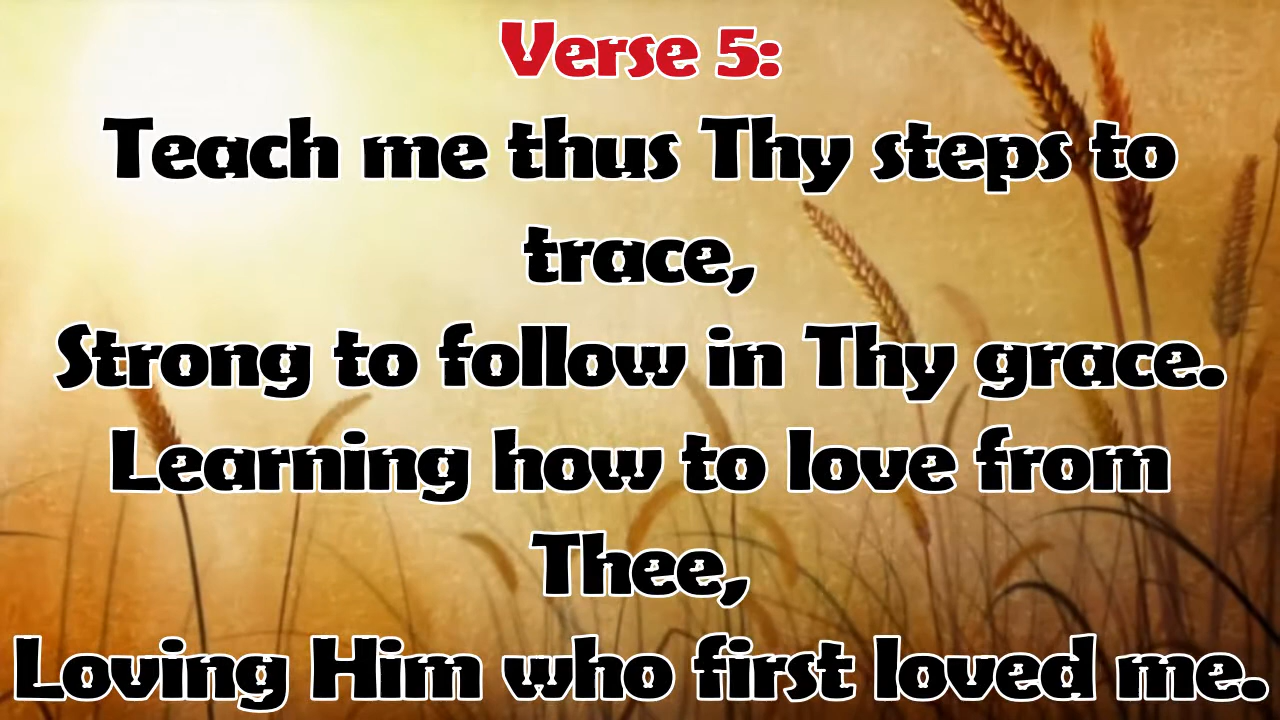 Verse 5:
Teach me thus Thy steps to
trace,
Strong to follow in Thy grace.
Learning how to love from
Thee,
Loving Him who first loved me.